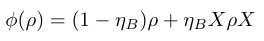 ϕ(ρ) = (1 − η_B)ρ + η_B XρX